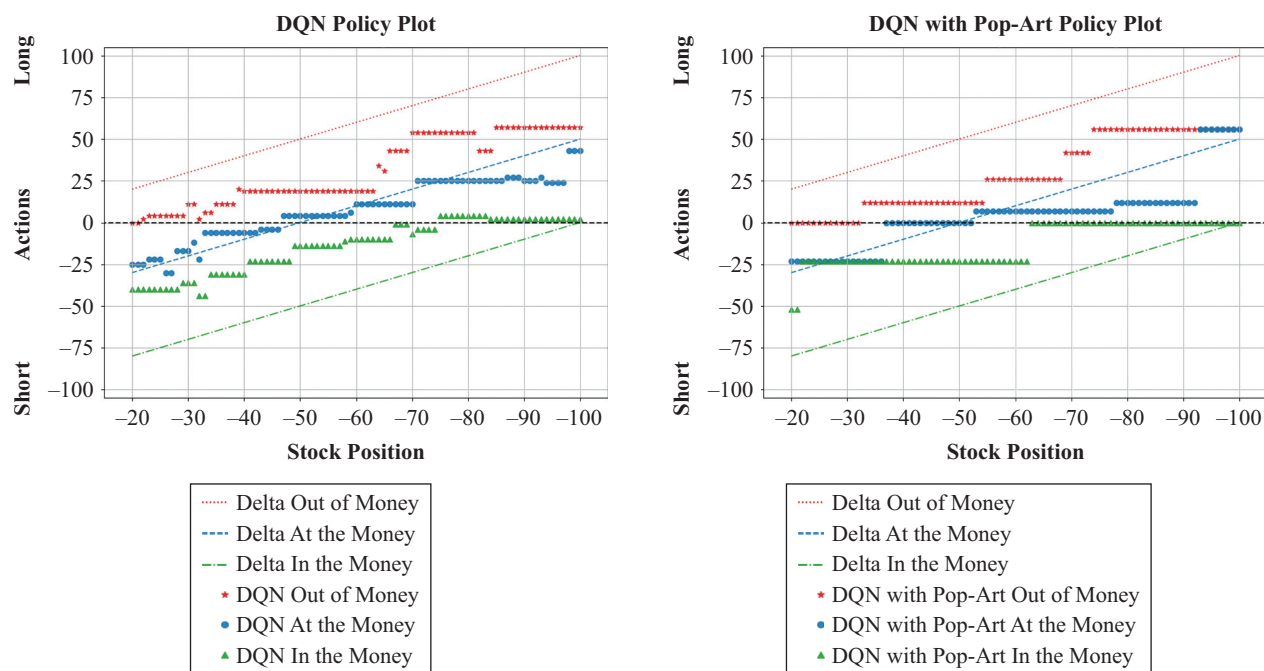 DQN Policy Plot
Long
Actions
Short
100
75
50
25
0
–25
–50
–75
–100
–20 –30 –40 –50 –60 –70 –80 –90 –100
Stock Position
Delta Out of Money
Delta At the Money
Delta In the Money
DQN Out of Money
DQN At the Money
DQN In the Money
DQN with Pop-Art Policy Plot
Long
Actions
Short
100
75
50
25
0
–25
–50
–75
–100
–20 –30 –40 –50 –60 –70 –80 –90 –100
Stock Position
Delta Out of Money
Delta At the Money
Delta In the Money
DQN with Pop-Art Out of Money
DQN with Pop-Art At the Money
DQN with Pop-Art In the Money